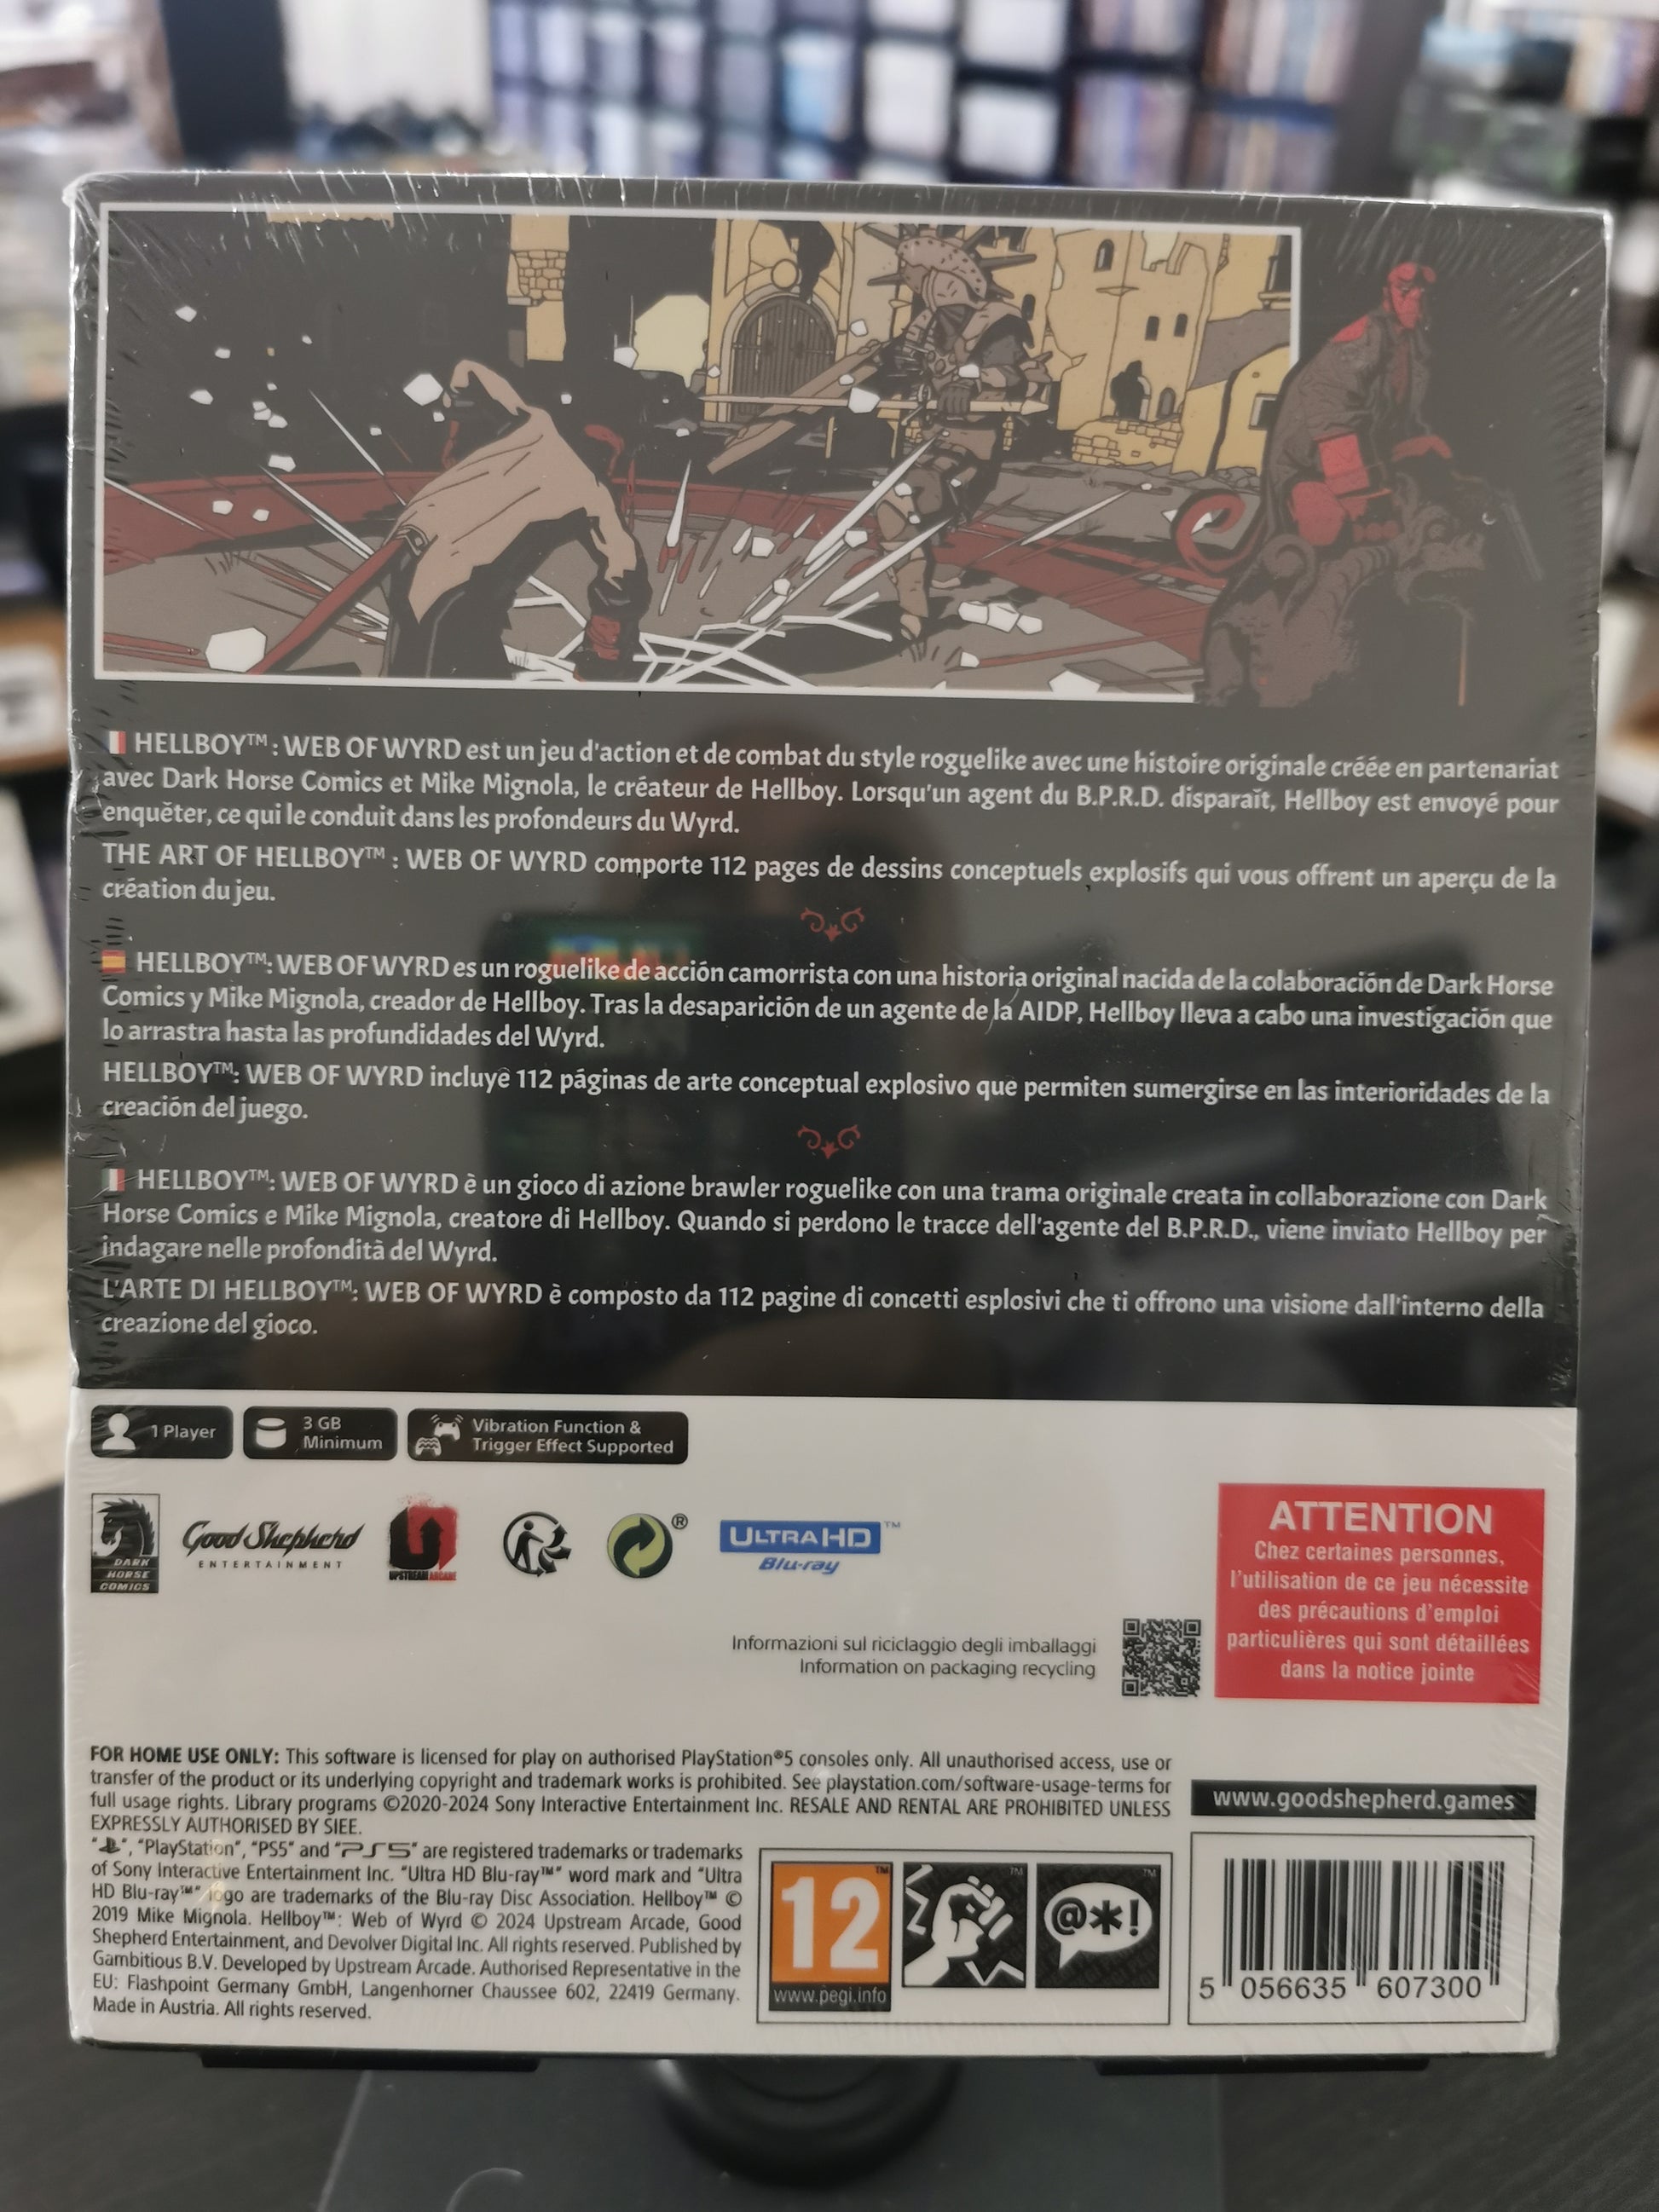 HELLBOY™ : WEB OF WYRD est un jeu d'action et de combat du style roguelike avec une histoire originale créée en partenariat
avec Dark Horse Comics et Mike Mignola, le créateur de Hellboy. Lorsqu'un agent du B.P.R.D. disparaît, Hellboy est envoyé pour
enquêter, ce qui le conduit dans les profondeurs du Wyrd.
THE ART OF HELLBOY™ : WEB OF WYRD comporte 112 pages de dessins conceptuels explosifs qui vous offrent un aperçu de la
création du jeu.
HELLBOY™: WEB OF WYRD es un roguelike de acción camorrista con una historia original nacida de la colaboración de Dark Horse
Comics y Mike Mignola, creador de Hellboy. Tras la desaparición de un agente de la AIDP, Hellboy lleva a cabo una investigación que
lo arrastra hasta las profundidades del Wyrd.
HELLBOY™: WEB OF WYRD incluye 112 páginas de arte conceptual explosivo que permiten sumergirse en las interioridades de la
creación del juego.
HELLBOY™: WEB OF WYRD è un gioco di azione brawler roguelike con una trama originale creata in collaborazione con Dark
Horse Comics e Mike Mignola, creatore di Hellboy. Quando si perdono le tracce dell'agente del B.P.R.D., viene inviato Hellboy per
indagare nelle profondità del Wyrd.
L'ARTE DI HELLBOY™: WEB OF WYRD è composto da 112 pagine di concetti esplosivi che ti offrono una visione dall'interno della
creazione del gioco.
1 Player
3 GB
Minimum
Vibration Function &
Trigger Effect Supported
DARK
HORSE
COMICS
Good Shepherd
ENTERTAINMENT
UPSTREAM ARCADE
®
ULTRA HD™
Blu-ray
ATTENTION
Chez certaines personnes,
l'utilisation de ce jeu nécessite
des précautions d'emploi
particulières qui sont détaillées
dans la notice jointe
Informazioni sul riciclaggio degli imballaggi
Information on packaging recycling
FOR HOME USE ONLY: This software is licensed for play on authorised PlayStation®5 consoles only. All unauthorised access, use or
transfer of the product or its underlying copyright and trademark works is prohibited. See playstation.com/software-usage-terms for
full usage rights. Library programs ©2020-2024 Sony Interactive Entertainment Inc. RESALE AND RENTAL ARE PROHIBITED UNLESS
EXPRESSLY AUTHORISED BY SIEE.
"", "PlayStation", "PS5" and "PS5" are registered trademarks or trademarks
of Sony Interactive Entertainment Inc. "Ultra HD Blu-ray™" word mark and "Ultra
HD Blu-ray™" logo are trademarks of the Blu-ray Disc Association. Hellboy™ ©
2019 Mike Mignola. Hellboy™: Web of Wyrd © 2024 Upstream Arcade, Good
Shepherd Entertainment, and Devolver Digital Inc. All rights reserved. Published by
Gambitious B.V. Developed by Upstream Arcade. Authorised Representative in the
EU: Flashpoint Germany GmbH, Langenhorner Chaussee 602, 22419 Germany.
Made in Austria. All rights reserved.
12™
www.pegi.info
™
@*!
™
www.goodshepherd.games
5 056635 607300